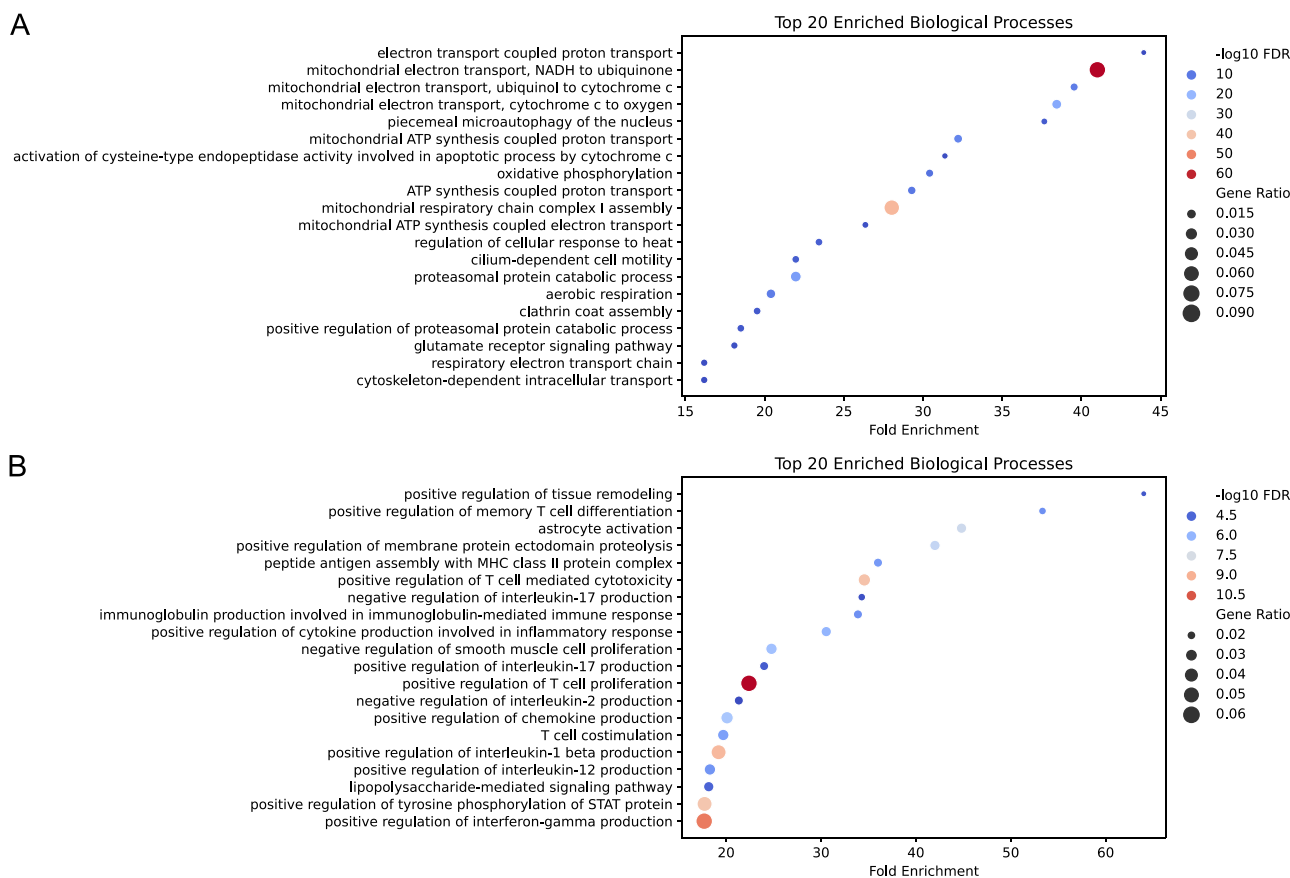 A
Top 20 Enriched Biological Processes
electron transport coupled proton transport
mitochondrial electron transport, NADH to ubiquinone
mitochondrial electron transport, ubiquinol to cytochrome c
mitochondrial electron transport, cytochrome c to oxygen
piecemeal microautophagy of the nucleus
mitochondrial ATP synthesis coupled proton transport
activation of cysteine-type endopeptidase activity involved in apoptotic process by cytochrome c
oxidative phosphorylation
ATP synthesis coupled proton transport
mitochondrial respiratory chain complex I assembly
mitochondrial ATP synthesis coupled electron transport
regulation of cellular response to heat
cilium-dependent cell motility
proteasomal protein catabolic process
aerobic respiration
clathrin coat assembly
positive regulation of proteasomal protein catabolic process
glutamate receptor signaling pathway
respiratory electron transport chain
cytoskeleton-dependent intracellular transport
15 20 25 30 35 40 45
Fold Enrichment
-log10 FDR
10
20
30
40
50
60
Gene Ratio
0.015
0.030
0.045
0.060
0.075
0.090
B
Top 20 Enriched Biological Processes
positive regulation of tissue remodeling
positive regulation of memory T cell differentiation
astrocyte activation
positive regulation of membrane protein ectodomain proteolysis
peptide antigen assembly with MHC class II protein complex
positive regulation of T cell mediated cytotoxicity
negative regulation of interleukin-17 production
immunoglobulin production involved in immunoglobulin-mediated immune response
positive regulation of cytokine production involved in inflammatory response
negative regulation of smooth muscle cell proliferation
positive regulation of interleukin-17 production
positive regulation of T cell proliferation
negative regulation of interleukin-2 production
positive regulation of chemokine production
T cell costimulation
positive regulation of interleukin-1 beta production
positive regulation of interleukin-12 production
lipopolysaccharide-mediated signaling pathway
positive regulation of tyrosine phosphorylation of STAT protein
positive regulation of interferon-gamma production
20 30 40 50 60
Fold Enrichment
-log10 FDR
4.5
6.0
7.5
9.0
10.5
Gene Ratio
0.02
0.03
0.04
0.05
0.06